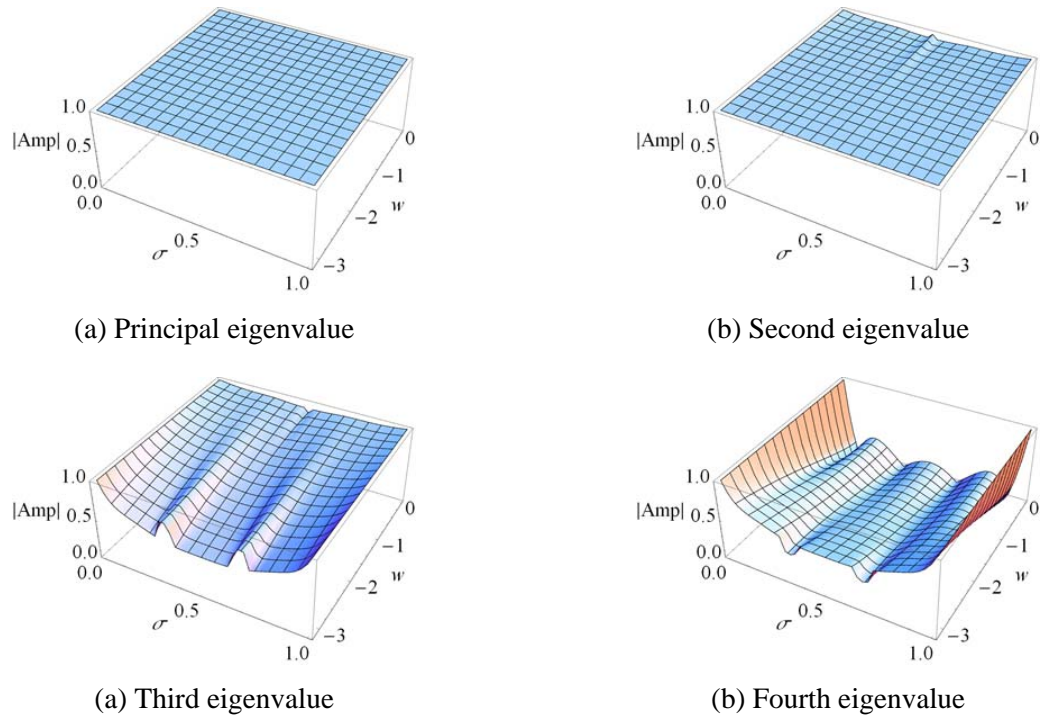 1.0
|Amp| 0.5
0.0
0.0
σ 0.5
1.0
0
−1
w
−2
−3
(a) Principal eigenvalue
1.0
|Amp| 0.5
0.0
0.0
σ 0.5
1.0
0
−1
w
−2
−3
(b) Second eigenvalue
1.0
|Amp| 0.5
0.0
0.0
σ 0.5
1.0
0
−1
w
−2
−3
(a) Third eigenvalue
1.0
|Amp| 0.5
0.0
0.0
σ 0.5
1.0
0
−1
w
−2
−3
(b) Fourth eigenvalue